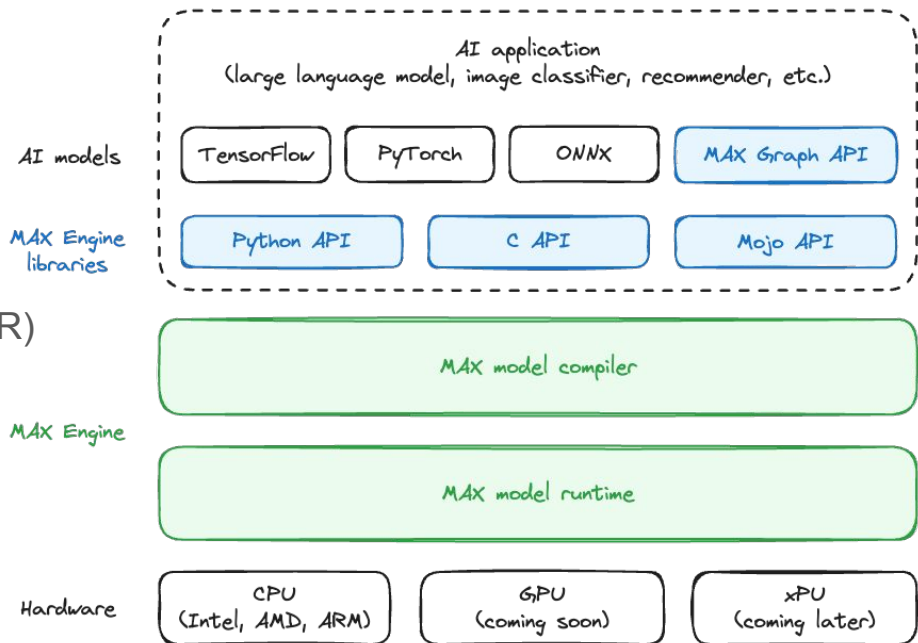 AI application
(large language model, image classifier, recommender, etc.)
AI models
TensorFlow
PyTorch
ONNX
MAX Graph API
MAX Engine
libraries
Python API
C API
Mojo API
R)
MAX model compiler
MAX Engine
MAX model runtime
Hardware
CPU
(Intel, AMD, ARM)
GPU
(coming soon)
xPU
(coming later)